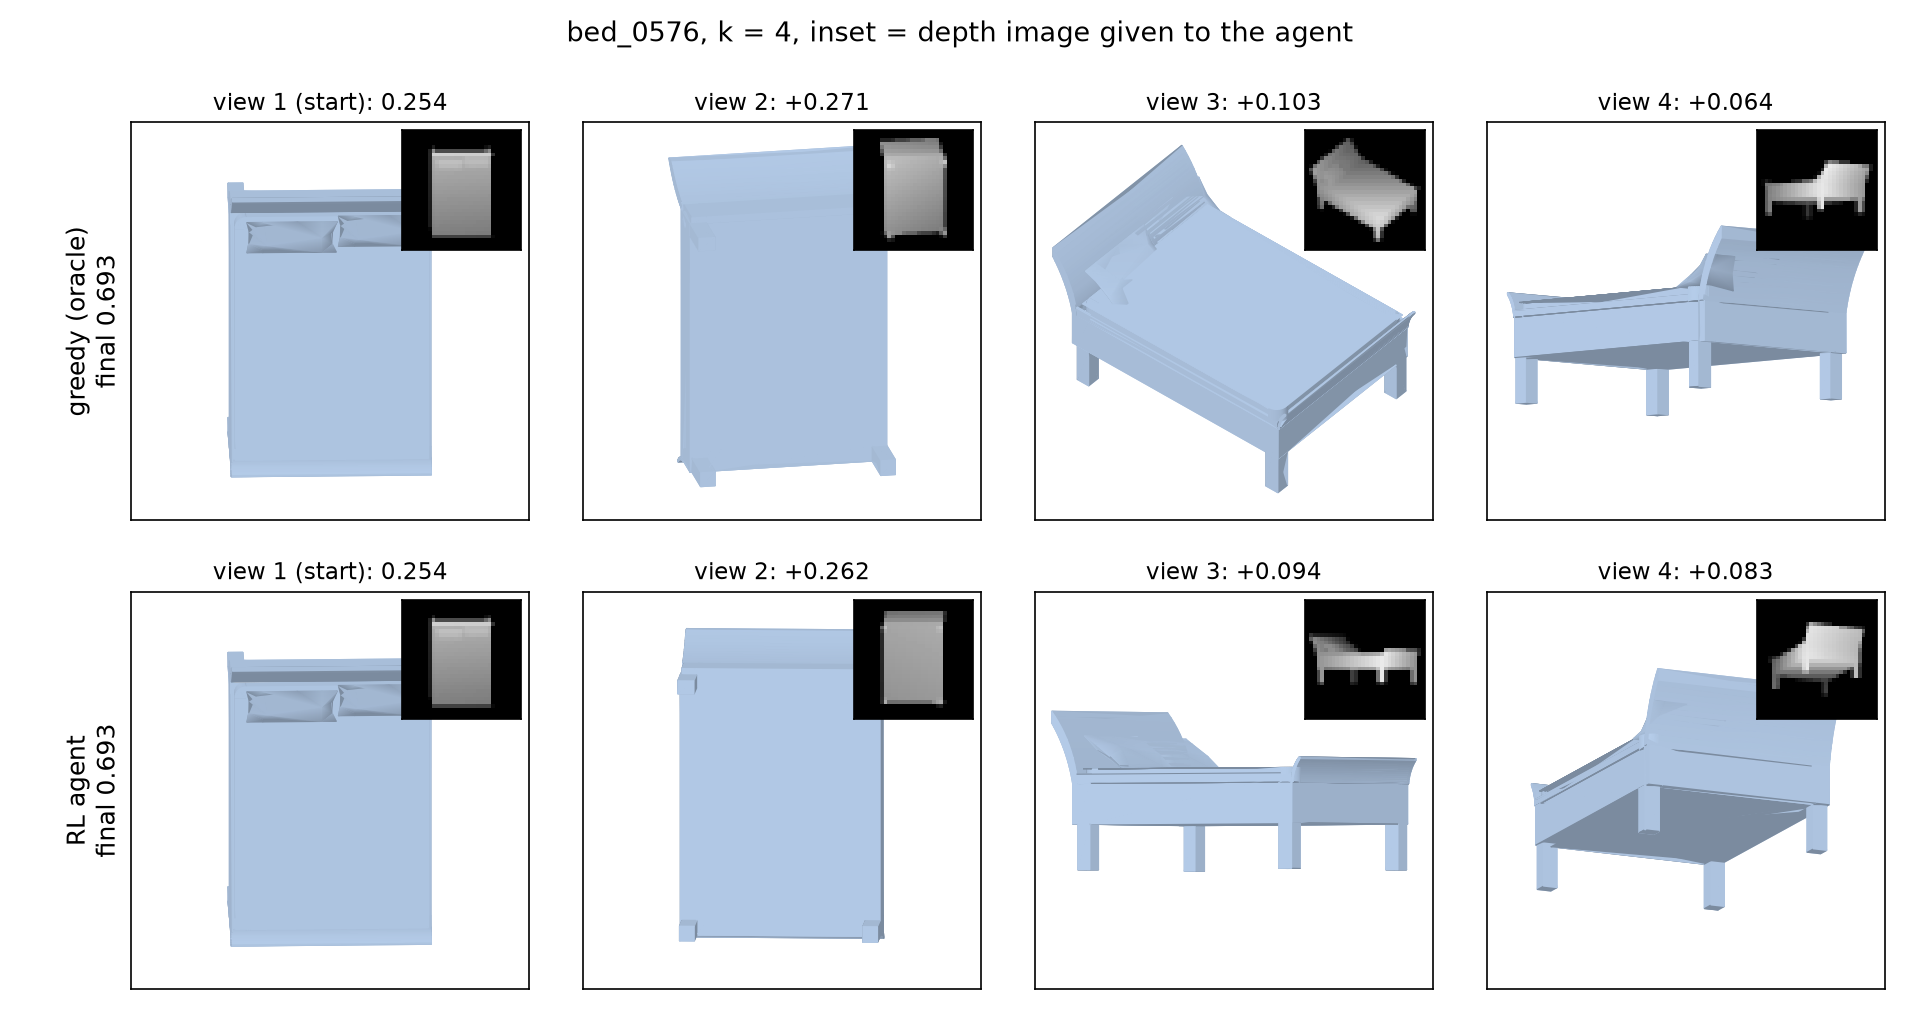 bed_0576, k = 4, inset = depth image given to the agent
view 1 (start): 0.254
view 2: +0.271
view 3: +0.103
view 4: +0.064
greedy (oracle)
final 0.693
view 1 (start): 0.254
view 2: +0.262
view 3: +0.094
view 4: +0.083
RL agent
final 0.693